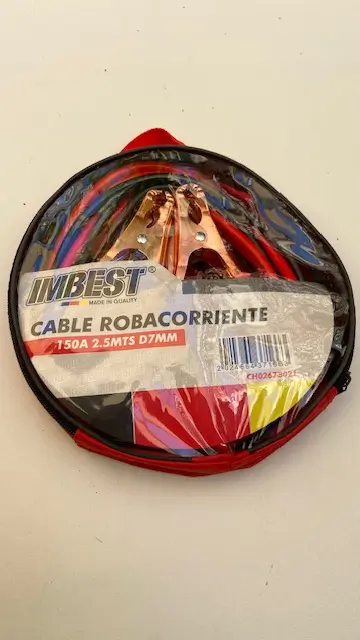 IMBEST®
MADE IN QUALITY
CABLE ROBACORRIENTE
150A 2.5MTS D7MM